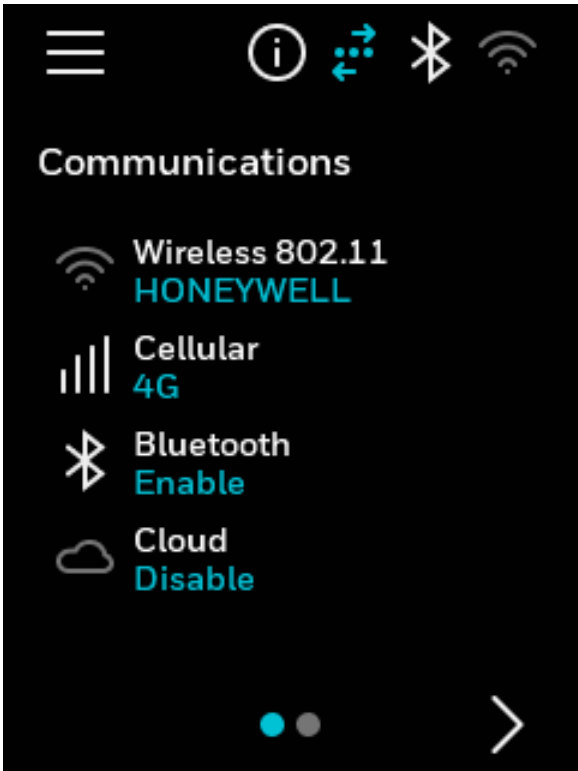 Communications
Wireless 802.11
HONEYWELL
Cellular
4G
Bluetooth
Enable
Cloud
Disable